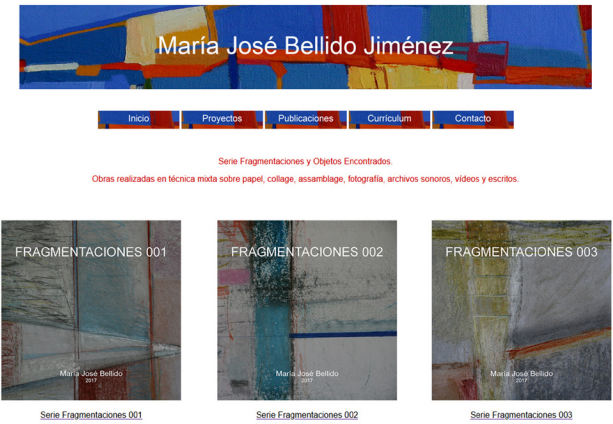 María José Bellido Jiménez
Inicio Proyectos Publicaciones Currículum Contacto
Serie Fragmentaciones y Objetos Encontrados.
Obras realizadas en técnica mixta sobre papel, collage, assamblage, fotografía, archivos sonoros, vídeos y escritos.
FRAGMENTACIONES 001
María José Bellido
2017
Serie Fragmentaciones 001
FRAGMENTACIONES 002
María José Bellido
2017
Serie Fragmentaciones 002
FRAGMENTACIONES 003
María José Bellido
2017
Serie Fragmentaciones 003